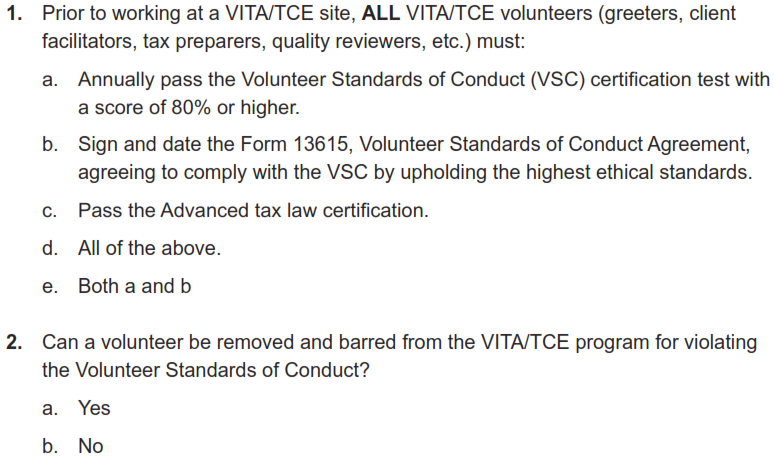 1. Prior to working at a VITA/TCE site, ALL VITA/TCE volunteers (greeters, client
facilitators, tax preparers, quality reviewers, etc.) must:
a. Annually pass the Volunteer Standards of Conduct (VSC) certification test with
a score of 80% or higher.
b. Sign and date the Form 13615, Volunteer Standards of Conduct Agreement,
agreeing to comply with the VSC by upholding the highest ethical standards.
c. Pass the Advanced tax law certification.
d. All of the above.
e. Both a and b
2. Can a volunteer be removed and barred from the VITA/TCE program for violating
the Volunteer Standards of Conduct?
a. Yes
b. No